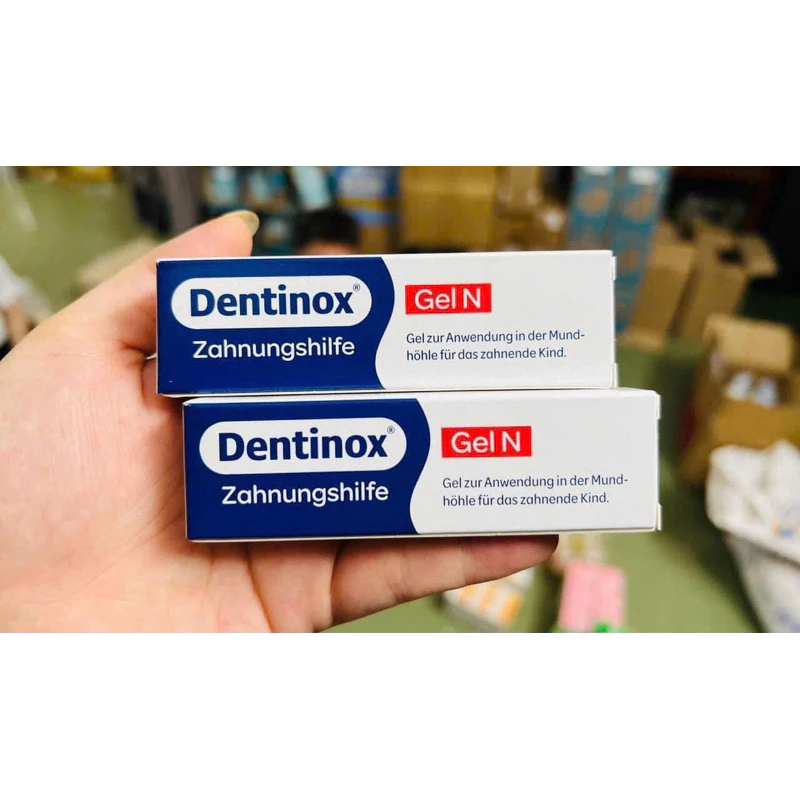 Dentinox®
Zahnungshilfe
Gel N
Gel zur Anwendung in der Mund-
höhle für das zahnende Kind.
Dentinox®
Zahnungshilfe
Gel N
Gel zur Anwendung in der Mund-
höhle für das zahnende Kind.